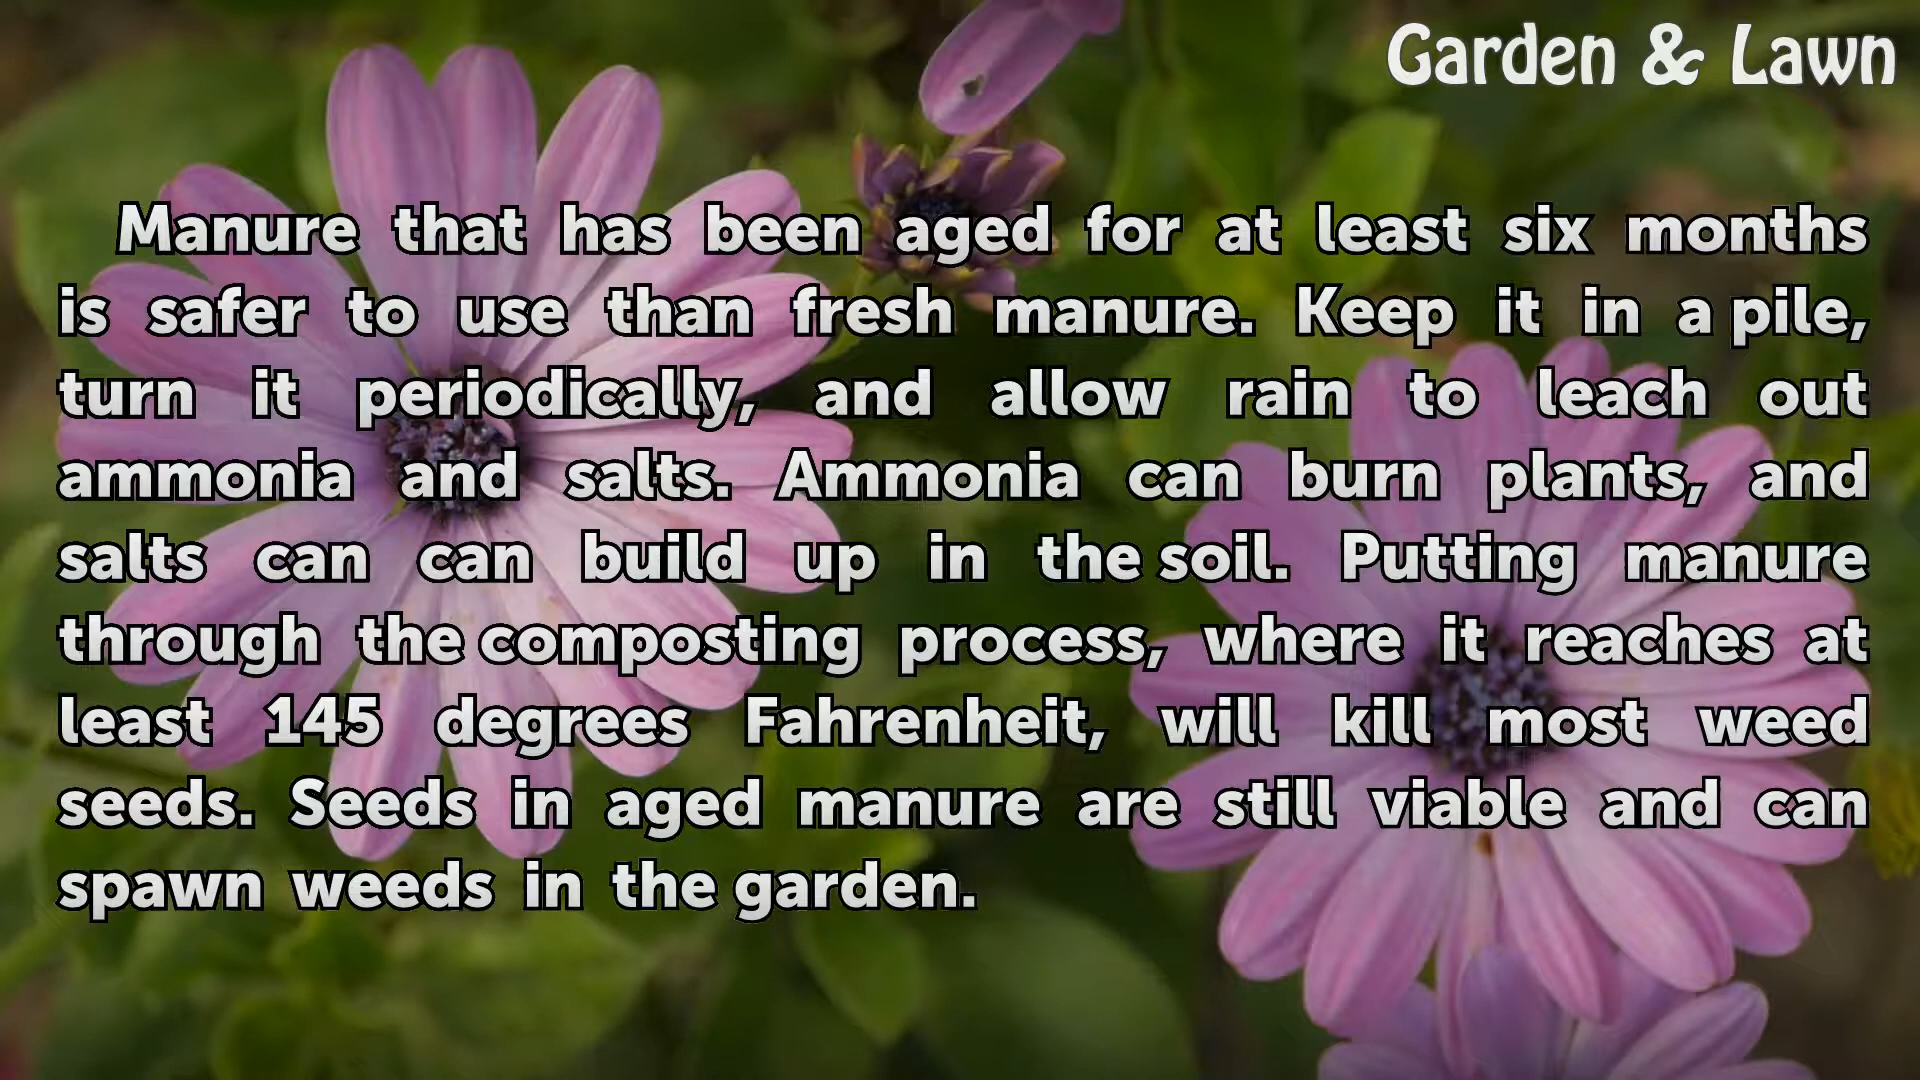 Garden & Lawn
Manure that has been aged for at least six months
is safer to use than fresh manure. Keep it in a pile,
turn it periodically, and allow rain to leach out
ammonia and salts. Ammonia can burn plants, and
salts can can build up in the soil. Putting manure
through the composting process, where it reaches at
least 145 degrees Fahrenheit, will kill most weed
seeds. Seeds in aged manure are still viable and can
spawn weeds in the garden.